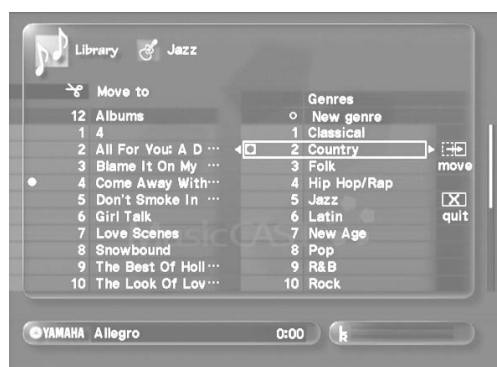 Library Jazz
Move to
Genres
12 Albums
New genre
1 4
1 Classical
2 All For You: A D ...
2 Country
3 Blame It On My ...
3 Folk
move
4 Come Away With...
4 Hip Hop/Rap
5 Don't Smoke In ...
5 Jazz
X
6 Girl Talk
6 Latin
quit
7 Love Scenes
7 New Age
8 Snowbound
8 Pop
9 The Best Of Holl...
9 R&B
10 The Look Of Lov...
10 Rock
YAMAHA Allegro 0:00